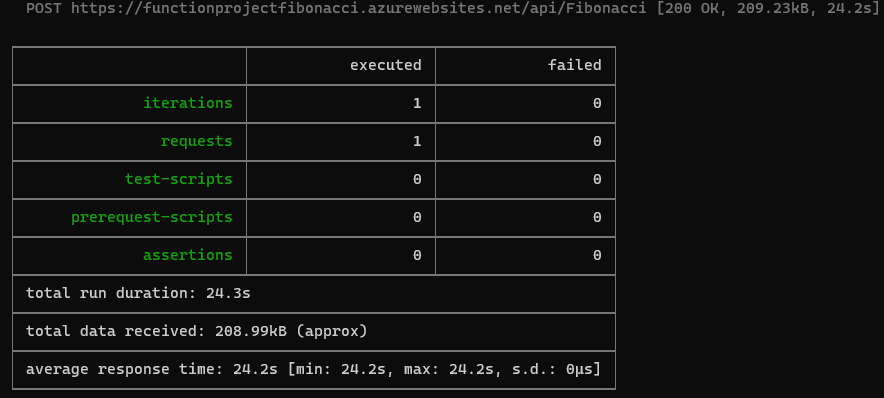 POST https://functionprojectfibonacci.azurewebsites.net/api/Fibonacci [200 OK, 209.23kB, 24.2s]
executed failed
iterations 1 0
requests 1 0
test-scripts 0 0
prerequest-scripts 0 0
assertions 0 0
total run duration: 24.3s
total data received: 208.99kB (approx)
average response time: 24.2s [min: 24.2s, max: 24.2s, s.d.: 0µs]